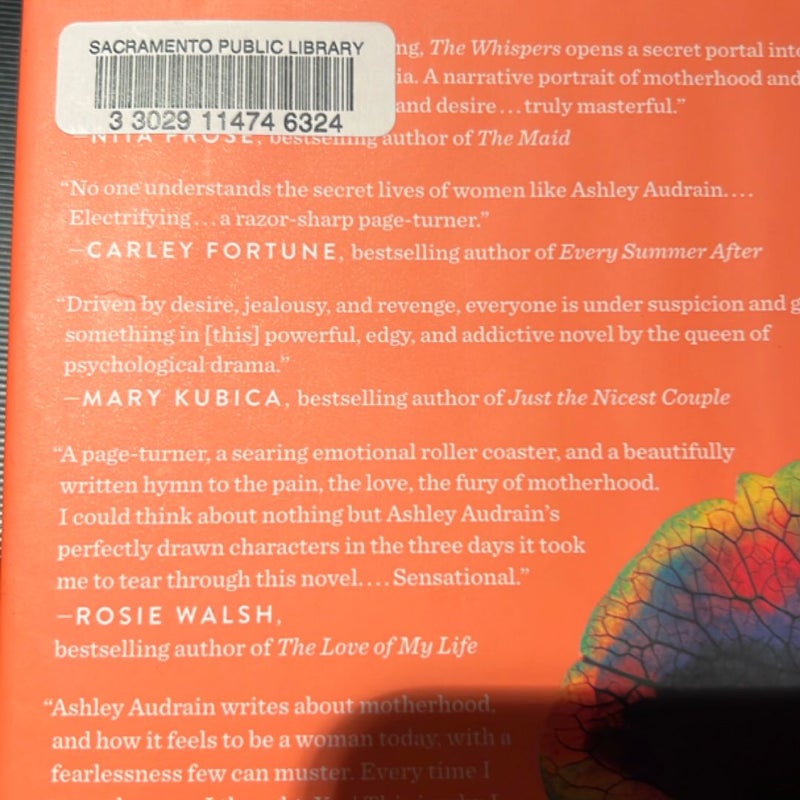 SACRAMENTO PUBLIC LIBRARY
3 3029 11474 6324
ng, The Whispers opens a secret portal into
ia. A narrative portrait of motherhood and
and desire...truly masterful.”
—NITA PROSE, bestselling author of The Maid
“No one understands the secret lives of women like Ashley Audrain....
Electrifying...a razor-sharp page-turner.”
—CARLEY FORTUNE, bestselling author of Every Summer After
“Driven by desire, jealousy, and revenge, everyone is under suspicion and g
something in [this] powerful, edgy, and addictive novel by the queen of
psychological drama.”
—MARY KUBICA, bestselling author of Just the Nicest Couple
“A page-turner, a searing emotional roller coaster, and a beautifully
written hymn to the pain, the love, the fury of motherhood.
I could think about nothing but Ashley Audrain’s
perfectly drawn characters in the three days it took
me to tear through this novel....Sensational.”
—ROSIE WALSH,
bestselling author of The Love of My Life
“Ashley Audrain writes about motherhood,
and how it feels to be a woman today, with a
fearlessness few can muster. Every time I